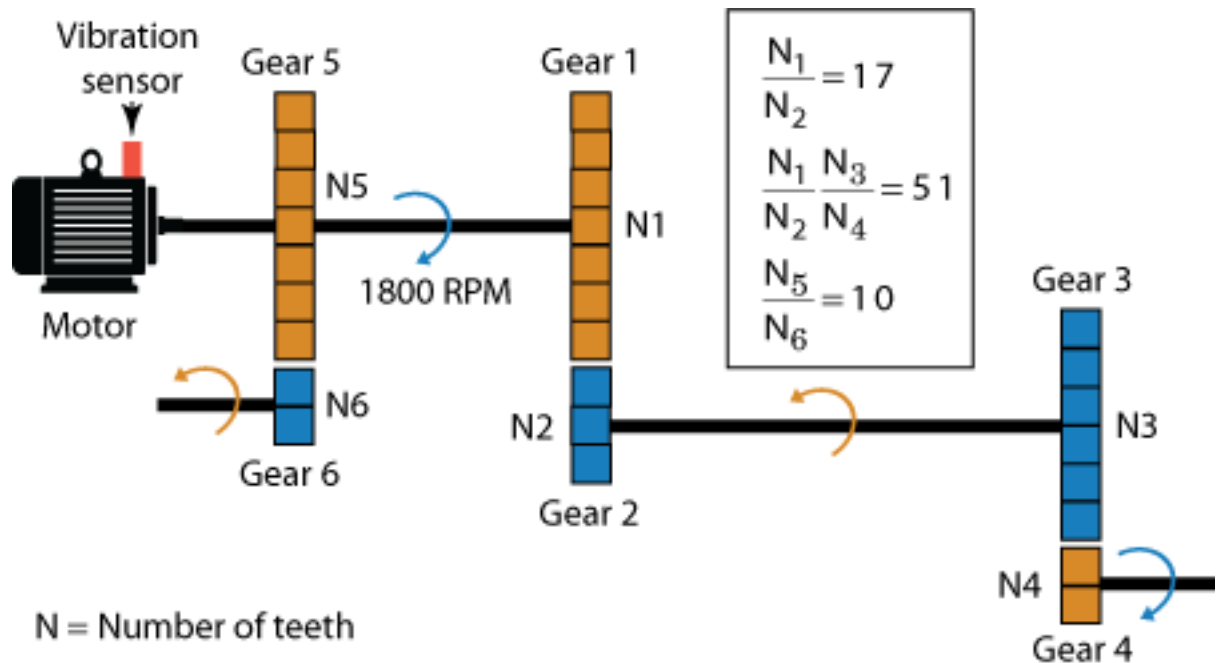 Vibration
sensor
Gear 5
Gear 1
N₁/N₂ = 17
N₁/N₂ N₃/N₄ = 51
N₅/N₆ = 10
N5
N1
1800 RPM
Motor
Gear 3
N6
N2
N3
Gear 6
Gear 2
N4
N = Number of teeth
Gear 4